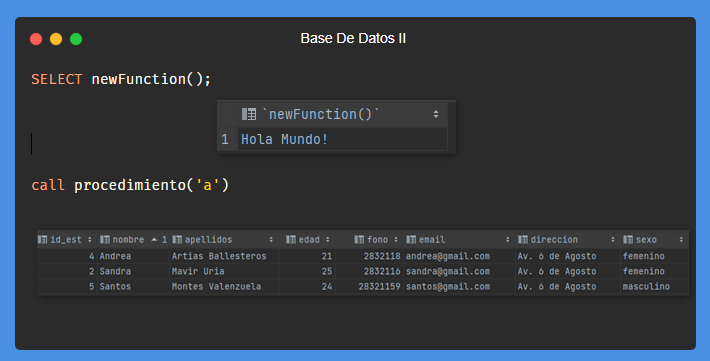 Base De Datos II
SELECT newFunction();
`newFunction()`
1 Hola Mundo!
call procedimiento('a')
id_est nombre 1 apellidos edad fono email direccion sexo
4 Andrea Artias Ballesteros 21 2832118 andrea@gmail.com Av. 6 de Agosto femenino
2 Sandra Mavir Uria 25 2832116 sandra@gmail.com Av. 6 de Agosto femenino
5 Santos Montes Valenzuela 24 28321159 santos@gmail.com Av. 6 de Agosto masculino